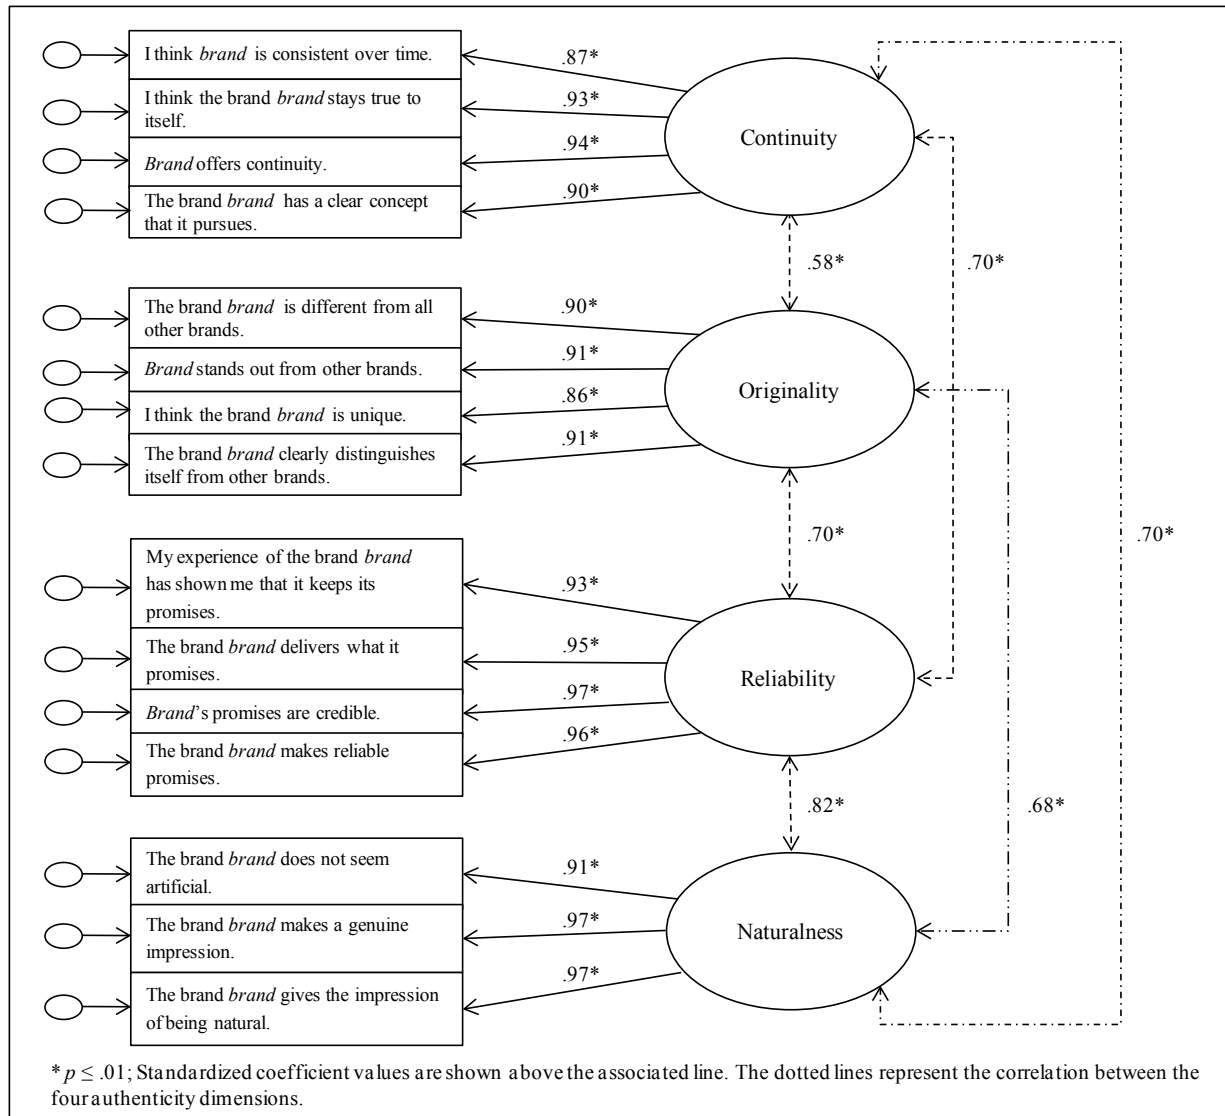 I think brand is consistent over time.
.87*
I think the brand brand stays true to
itself.
.93*
Brand offers continuity.
.94*
The brand brand has a clear concept
that it pursues.
.90*
Continuity
.58*
.70*
The brand brand is different from all
other brands.
.90*
Brand stands out from other brands.
.91*
I think the brand brand is unique.
.86*
The brand brand clearly distinguishes
itself from other brands.
.91*
Originality
.70*
.70*
My experience of the brand brand
has shown me that it keeps its
promises.
.93*
The brand brand delivers what it
promises.
.95*
Brand's promises are credible.
.97*
The brand brand makes reliable
promises.
.96*
Reliability
.82*
.68*
The brand brand does not seem
artificial.
.91*
The brand brand makes a genuine
impression.
.97*
The brand brand gives the impression
of being natural.
.97*
Naturalness
* p ≤ .01; Standardized coefficient values are shown above the associated line. The dotted lines represent the correlation between the
four authenticity dimensions.